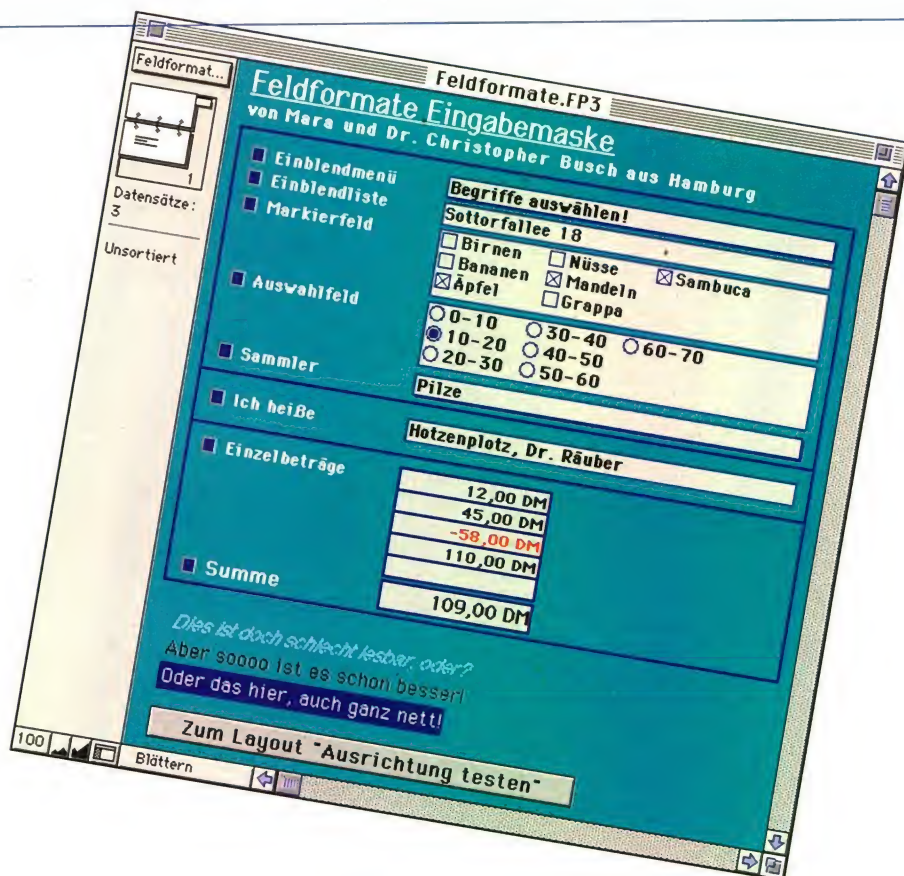 Feldformate.FP3
Feldformat...
1
Datensätze:
3
Unsortiert
Feldformate Eingabemaske
von Mara und Dr. Christopher Busch aus Hamburg
Einblendmenü
Begriffe auswählen!
Einblendliste
Sottorfallee 18
Markierfeld
Birnen Nüsse Sambuca
Bananen Mandeln
Äpfel Grappa
Auswahlfeld
0-10 30-40 60-70
10-20 40-50
20-30 50-60
Sammler
Pilze
Ich heiße
Hotzenplotz, Dr. Räuber
Einzelbeträge
12,00 DM
45,00 DM
-58,00 DM
110,00 DM
Summe
109,00 DM
Dies ist doch schlecht lesbar, oder?
Aber soooo ist es schon besser!
Oder das hier, auch ganz nett!
Zum Layout "Ausrichtung testen"
100
Blättern